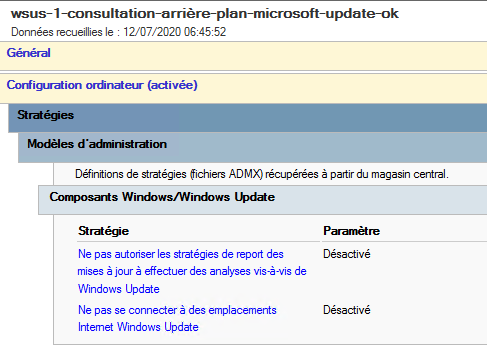 wsus-1-consultation-arrière-plan-microsoft-update-ok
Données recueillies le : 12/07/2020 06:45:52
Général
Configuration ordinateur (activée)
Stratégies
Modèles d'administration
Définitions de stratégies (fichiers ADMX) récupérées à partir du magasin central.
Composants Windows/Windows Update
Stratégie Paramètre
Ne pas autoriser les stratégies de report des Désactivé
mises à jour à effectuer des analyses vis-à-vis de
Windows Update
Ne pas se connecter à des emplacements Désactivé
Internet Windows Update